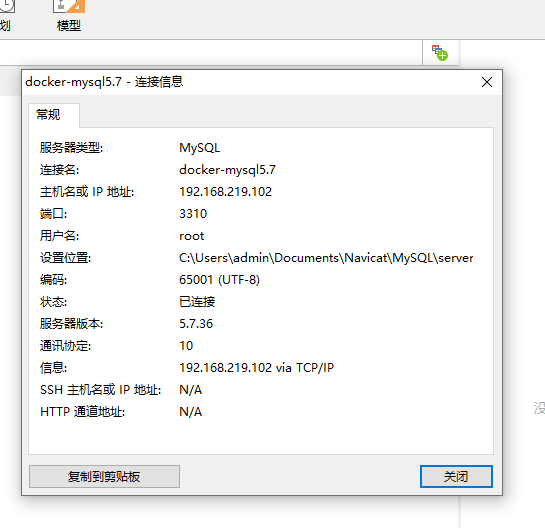 划
模型
docker-mysql5.7 - 连接信息
常规
服务器类型: MySQL
连接名: docker-mysql5.7
主机名或 IP 地址: 192.168.219.102
端口: 3310
用户名: root
设置位置: C:\Users\admin\Documents\Navicat\MySQL\server
编码: 65001 (UTF-8)
状态: 已连接
服务器版本: 5.7.36
通讯协定: 10
信息: 192.168.219.102 via TCP/IP
SSH 主机名或 IP 地址: N/A
HTTP 通道地址: N/A
没
复制到剪贴板 关闭